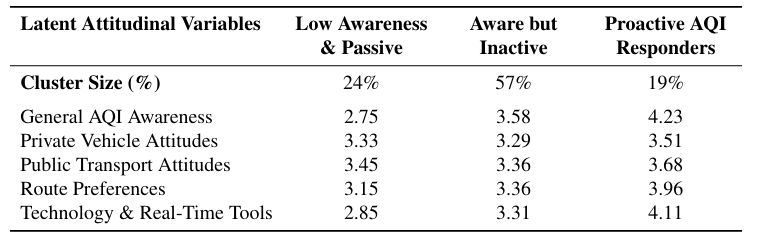 Latent Attitudinal Variables Low Awareness Aware but Proactive AQI
& Passive Inactive Responders
Cluster Size (%) 24% 57% 19%
General AQI Awareness 2.75 3.58 4.23
Private Vehicle Attitudes 3.33 3.29 3.51
Public Transport Attitudes 3.45 3.36 3.68
Route Preferences 3.15 3.36 3.96
Technology & Real-Time Tools 2.85 3.31 4.11